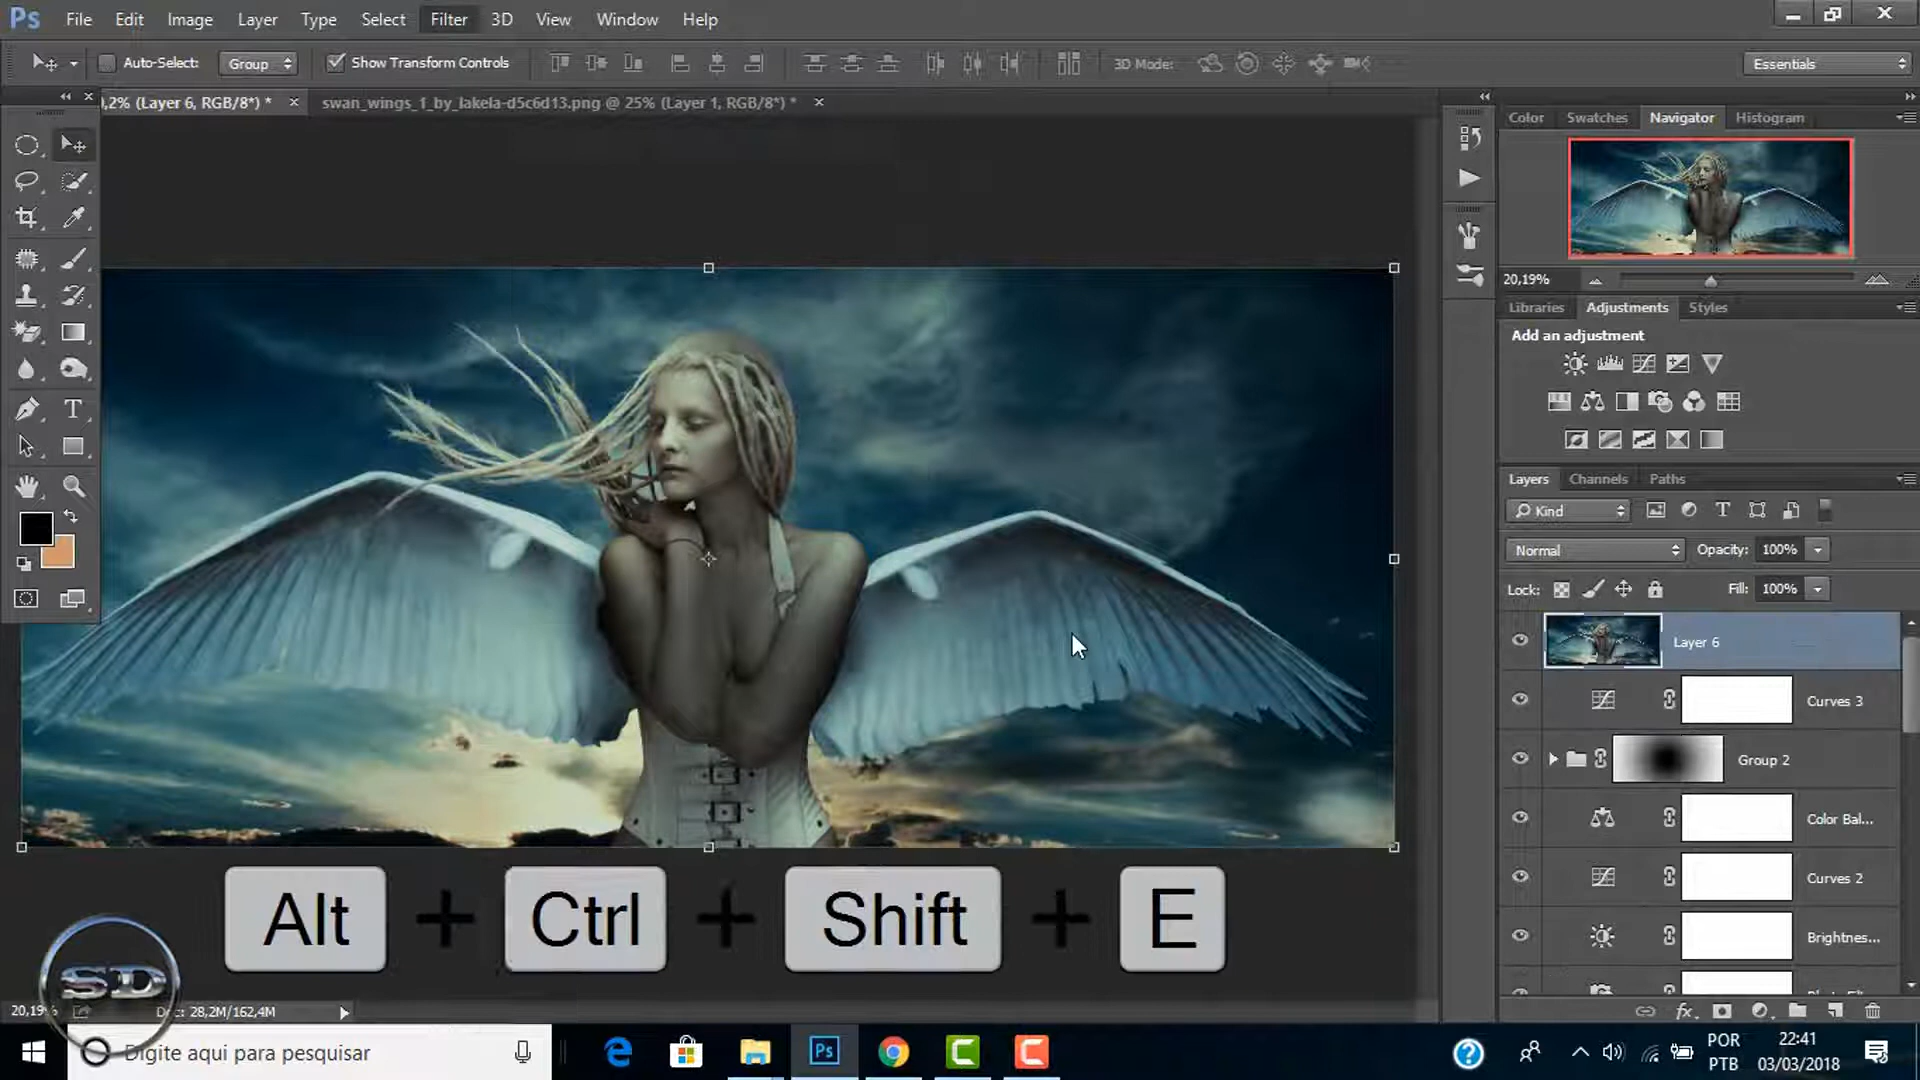 Ps File Edit Image Layer Type Select Filter 3D View Window Help
Auto-Select: Group Show Transform Controls 3D Mode: Essentials
,2% (Layer 6, RGB/8*) * swan_wings_1_by_lakela-d5c6d13.png @ 25% (Layer 1, RGB/8*) *
Color Swatches Navigator Histogram
20,19%
Libraries Adjustments Styles
Add an adjustment
Layers Channels Paths
Kind
Normal Opacity: 100%
Lock: Fill: 100%
Layer 6
Curves 3
Group 2
Color Bal...
Curves 2
Brightnes...
Alt + Ctrl + Shift + E
SD
20,19% 28,2M/162,4M
Digite aqui para pesquisar
Ps
POR
PTB
22:41
03/03/2018